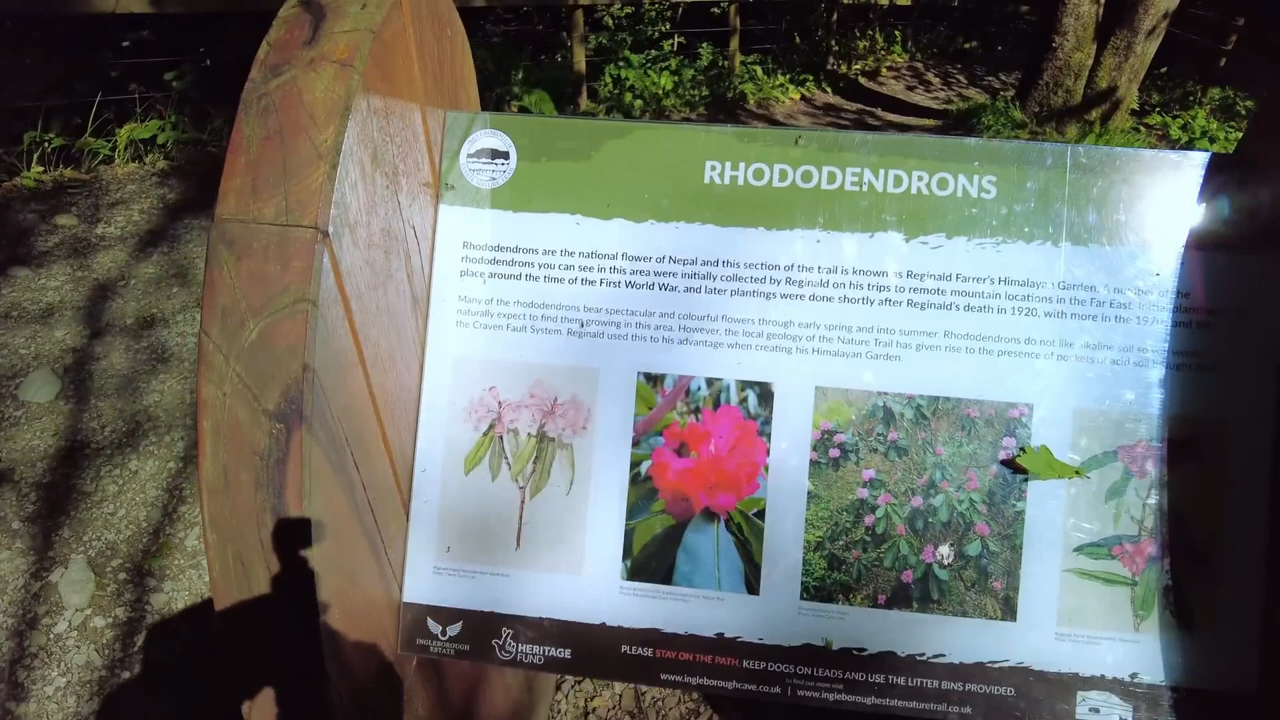 RHODODENDRONS
Rhododendrons are the national flower of Nepal and this section of the trail is known as Reginald Farrer's Himalayan Garden. A number of the
rhododendrons you can see in this area were initially collected by Reginald on his trips to remote mountain locations in the Far East. Initial
place around the time of the First World War, and later plantings were done shortly after Reginald's death in 1920, with more in the 1970s and
Many of the rhododendrons bear spectacular and colourful flowers through early spring and into summer. Rhododendrons do not like alkaline soil so
naturally expect to find them growing in this area. However, the local geology of the Nature Trail has given rise to the presence of pockets of acid soil
the Craven Fault System. Reginald used this to his advantage when creating his Himalayan Garden.
INGLEBOROUGH
ESTATE
HERITAGE
FUND
PLEASE STAY ON THE PATH. KEEP DOGS ON LEADS AND USE THE LITTER BINS PROVIDED.
to find out more visit
www.ingleboroughcave.co.uk | www.ingleboroughestatenaturetrail.co.uk